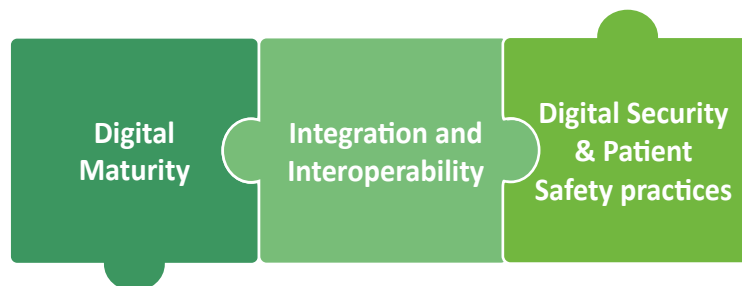 Digital
Maturity
Integration and
Interoperability
Digital Security
& Patient
Safety practices